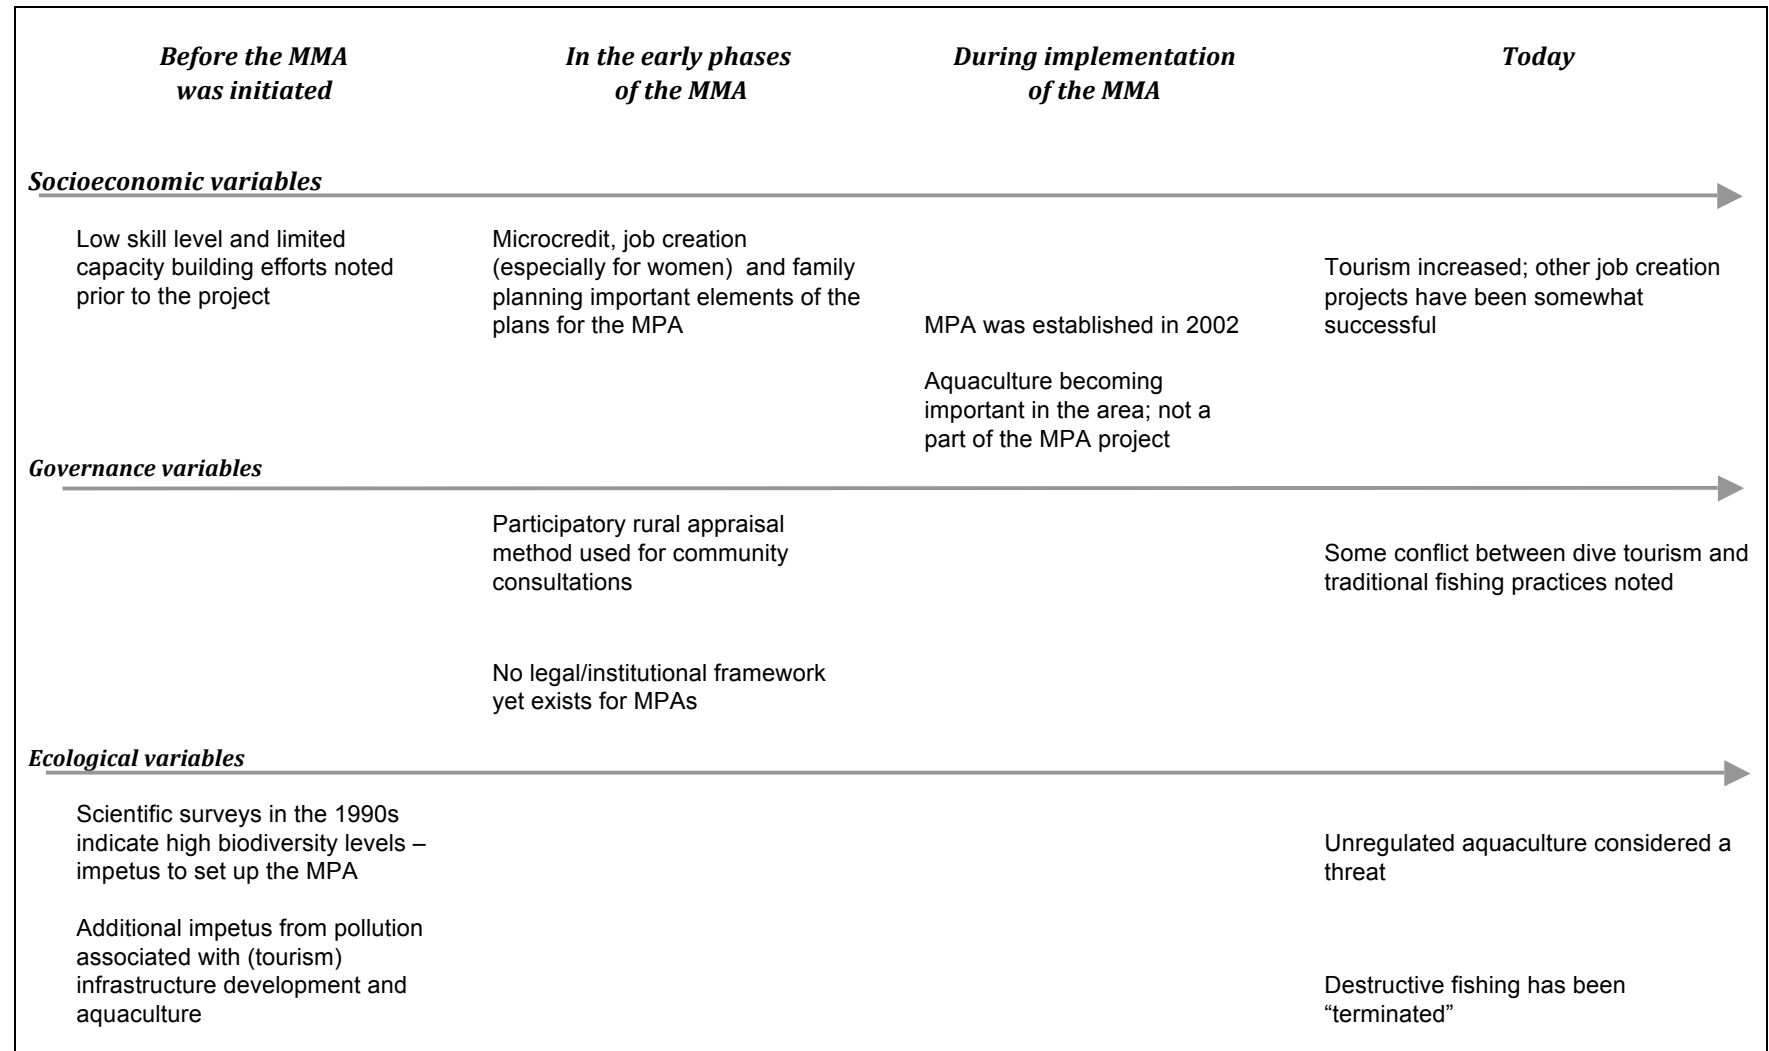 Before the MMA
was initiated
In the early phases
of the MMA
During implementation
of the MMA
Today
Socioeconomic variables
Low skill level and limited
capacity building efforts noted
prior to the project
Microcredit, job creation
(especially for women)  and family
planning important elements of the
plans for the MPA
MPA was established in 2002
Aquaculture becoming
important in the area; not a
part of the MPA project
Tourism increased; other job creation
projects have been somewhat
successful
Governance variables
Participatory rural appraisal
method used for community
consultations
No legal/institutional framework
yet exists for MPAs
Some conflict between dive tourism and
traditional fishing practices noted
Ecological variables
Scientific surveys in the 1990s
indicate high biodiversity levels –
impetus to set up the MPA
Additional impetus from pollution
associated with (tourism)
infrastructure development and
aquaculture
Unregulated aquaculture considered a
threat
Destructive fishing has been
“terminated”